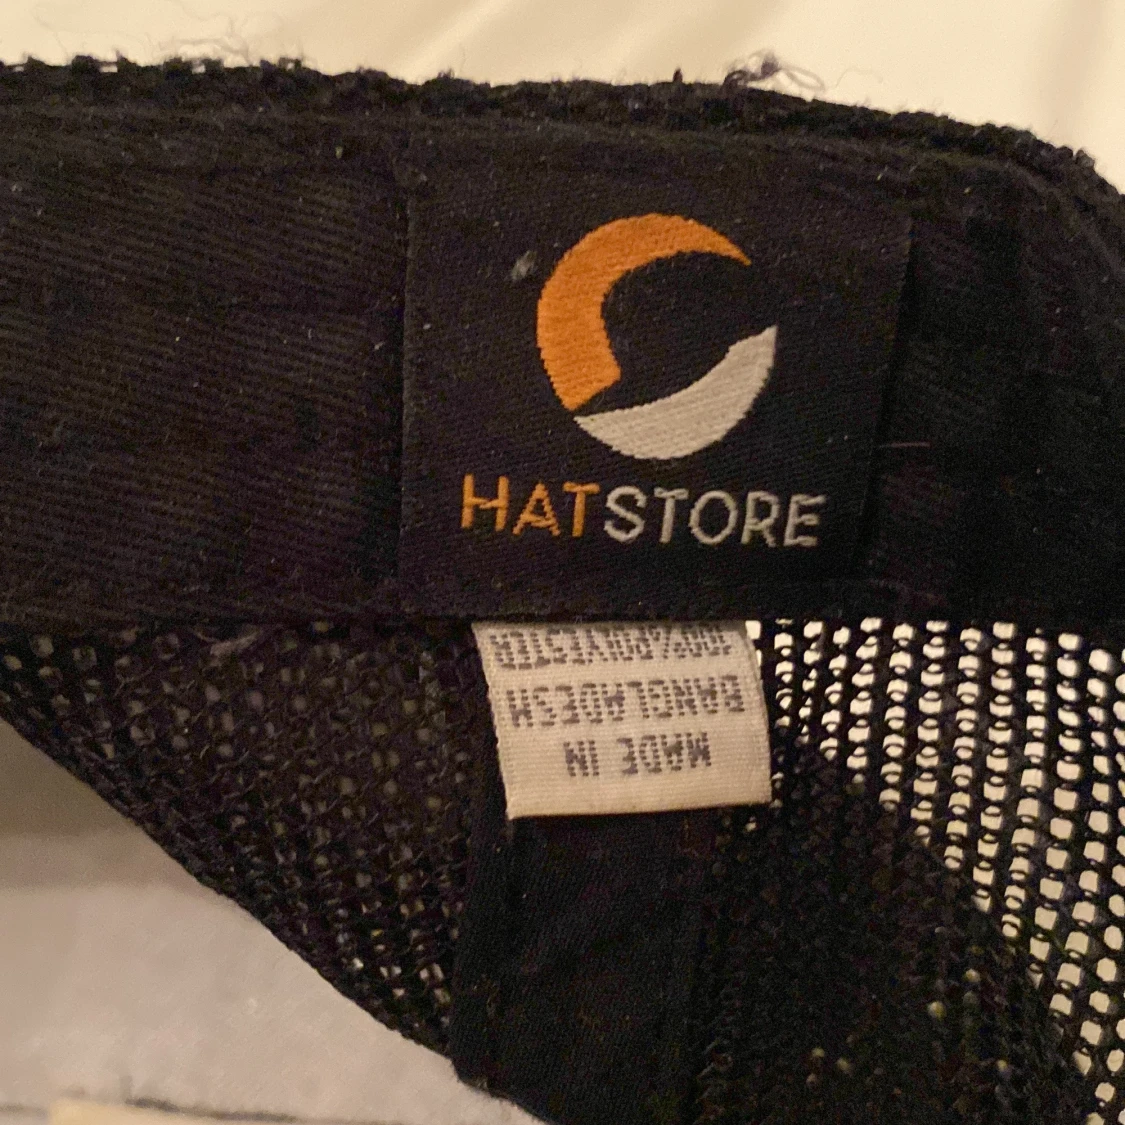 HATSTORE
MADE IN
BANGLADESH
100% POLYESTER